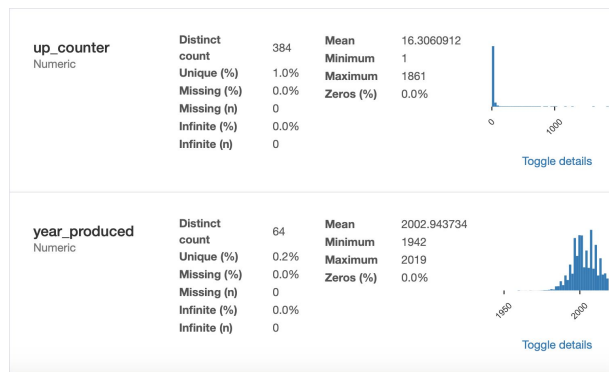 up_counter
Numeric
Distinct count 384
Unique (%) 1.0%
Missing (%) 0.0%
Missing (n) 0
Infinite (%) 0.0%
Infinite (n) 0
Mean 16.3060912
Minimum 1
Maximum 1861
Zeros (%) 0.0%
0 1000
Toggle details
year_produced
Numeric
Distinct count 64
Unique (%) 0.2%
Missing (%) 0.0%
Missing (n) 0
Infinite (%) 0.0%
Infinite (n) 0
Mean 2002.943734
Minimum 1942
Maximum 2019
Zeros (%) 0.0%
1950 2000
Toggle details